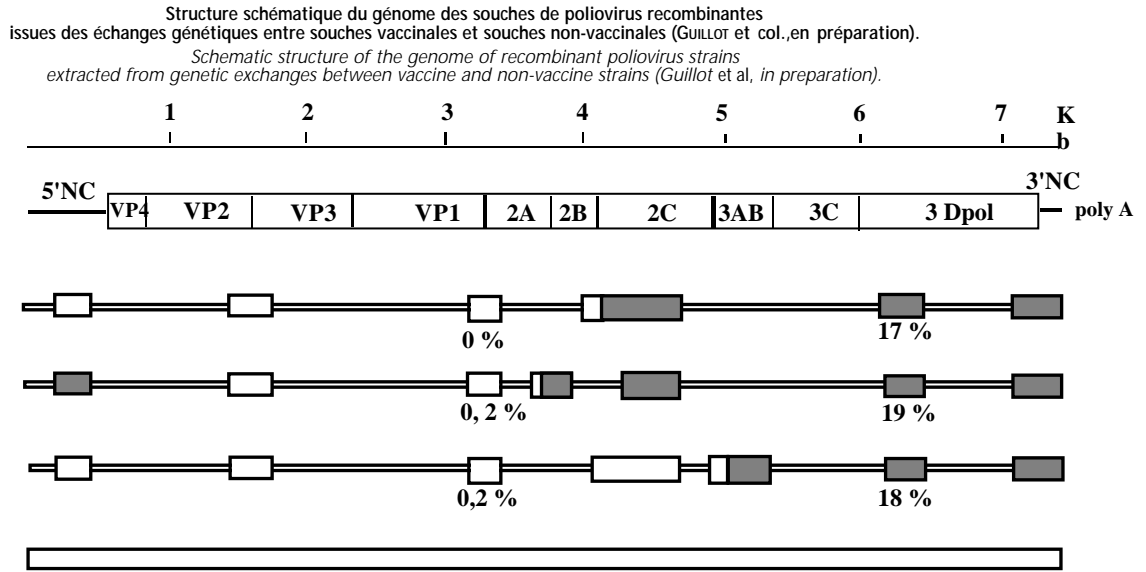 Structure schématique du génome des souches de poliovirus recombinantes
issues des échanges génétiques entre souches vaccinales et souches non-vaccinales (GUILLOT et col.,en préparation).
Schematic structure of the genome of recombinant poliovirus strains
extracted from genetic exchanges between vaccine and non-vaccine strains (Guillot et al, in preparation).
1 2 3 4 5 6 7 K
b
5'NC 3'NC
VP4 VP2 VP3 VP1 2A 2B 2C 3AB 3C 3 Dpol poly A
0 % 17 %
0, 2 % 19 %
0,2 % 18 %